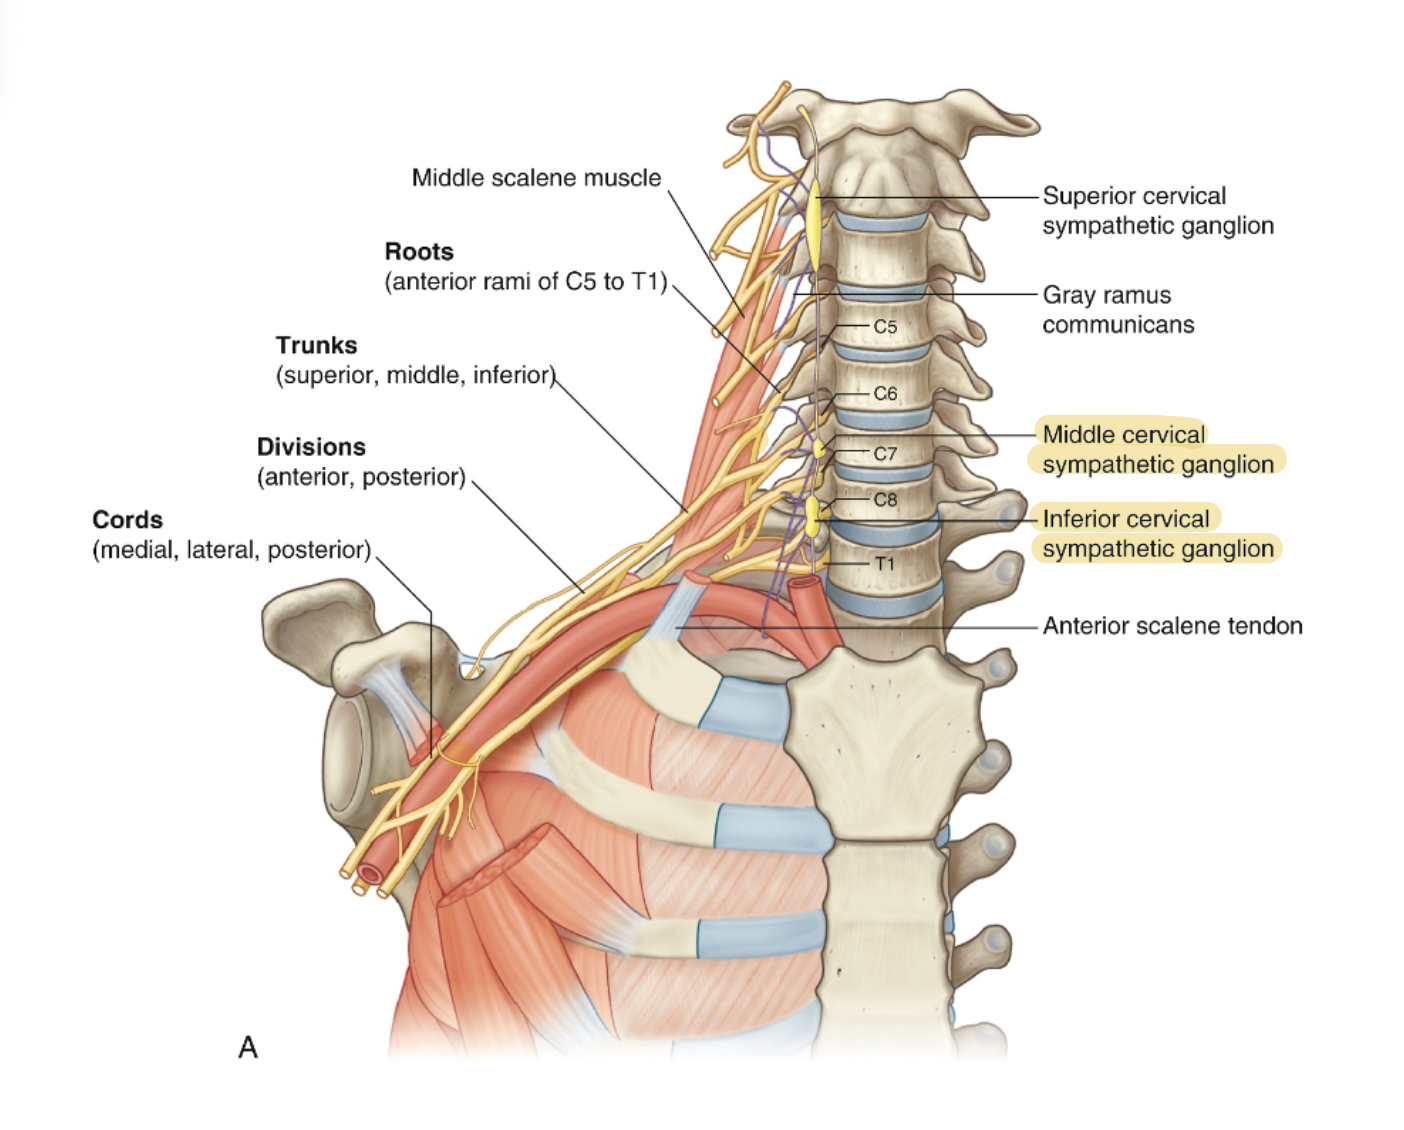 Middle scalene muscle
Roots
(anterior rami of C5 to T1)
Trunks
(superior, middle, inferior)
Divisions
(anterior, posterior)
Cords
(medial, lateral, posterior)
Superior cervical
sympathetic ganglion
Gray ramus
communicans
C5
C6
Middle cervical
sympathetic ganglion
C7
C8
Inferior cervical
sympathetic ganglion
T1
Anterior scalene tendon
A